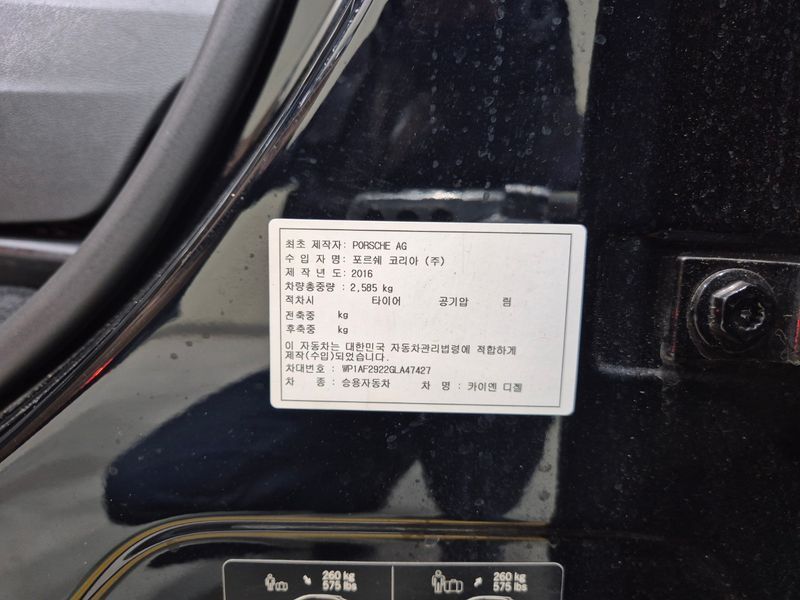 최초 제작자: PORSCHE AG
수 입 자 명: 포르쉐 코리아 (주)
제 작 년 도: 2016
차량총중량 : 2,585 kg
적차시 타이어 공기압 림
전축중 kg
후축중 kg
이 자동차는 대한민국 자동차관리법령에 적합하게
제작(수입)되었습니다.
차대번호 : WP1AF2922GLA47427
차 종 : 승용자동차 차 명 : 카이엔 디젤
260 kg 260 kg
575 lbs 575 lbs